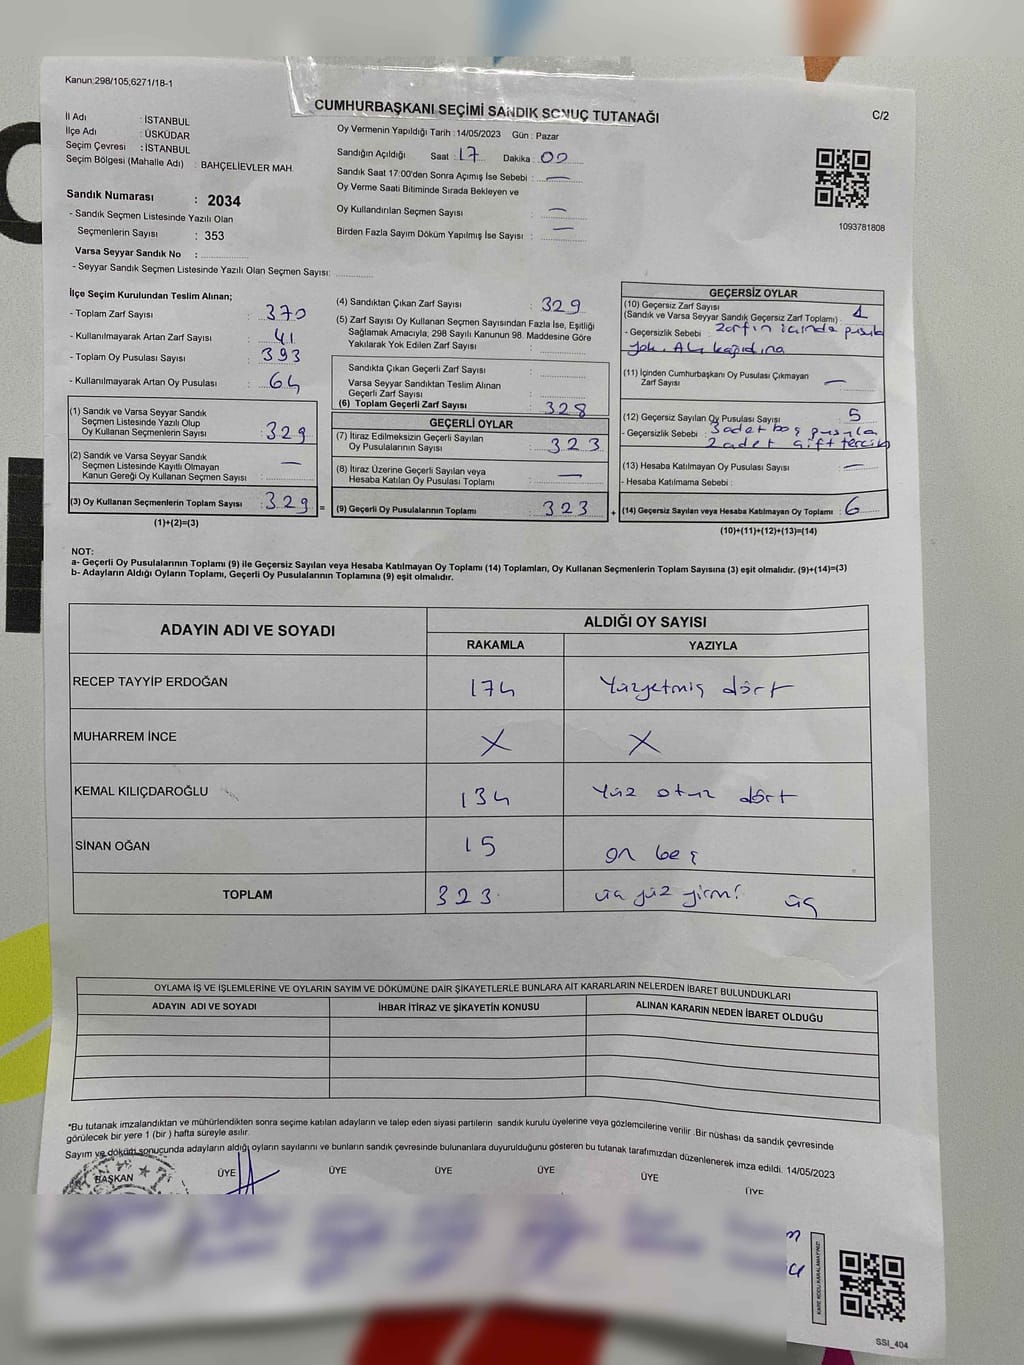 Kanun:298/105,6271/18-1
CUMHURBAŞKANI SEÇİMİ SANDIK SONUÇ TUTANAĞI
C/2
İl Adı : İSTANBUL
İlçe Adı : ÜSKÜDAR
Seçim Çevresi : İSTANBUL
Seçim Bölgesi (Mahalle Adı) : BAHÇELİEVLER MAH.
Sandık Numarası : 2034
- Sandık Seçmen Listesinde Yazılı Olan
Seçmenlerin Sayısı : 353
Varsa Seyyar Sandık No :
- Seyyar Sandık Seçmen Listesinde Yazılı Olan Seçmen Sayısı:
Oy Vermenin Yapıldığı Tarih :14/05/2023 Gün : Pazar
Sandığın Açıldığı Saat : 17 Dakika : 00
Sandık Saat 17:00'den Sonra Açımış İse Sebebi : —
Oy Verme Saati Bitiminde Sırada Bekleyen ve
Oy Kullandırılan Seçmen Sayısı : —
Birden Fazla Sayım Döküm Yapılmış İse Sayısı : —
1093781808
İlçe Seçim Kurulundan Teslim Alınan;
- Toplam Zarf Sayısı : 370
- Kullanılmayarak Artan Zarf Sayısı : 41
- Toplam Oy Pusulası Sayısı : 393
- Kullanılmayarak Artan Oy Pusulası : 64
(1) Sandık ve Varsa Seyyar Sandık
Seçmen Listesinde Yazılı Olup
Oy Kullanan Seçmenlerin Sayısı : 329
(2) Sandık ve Varsa Seyyar Sandık
Seçmen Listesinde Kayıtlı Olmayan
Kanun Gereği Oy Kullanan Seçmen Sayısı : —
(3) Oy Kullanan Seçmenlerin Toplam Sayısı : 329 =
(1)+(2)=(3)
(4) Sandıktan Çıkan Zarf Sayısı : 329
(5) Zarf Sayısı Oy Kullanan Seçmen Sayısından Fazla İse, Eşitliği
Sağlamak Amacıyla, 298 Sayılı Kanunun 98. Maddesine Göre
Yakılarak Yok Edilen Zarf Sayısı :
Sandıkta Çıkan Geçerli Zarf Sayısı :
Varsa Seyyar Sandıktan Teslim Alınan
Geçerli Zarf Sayısı :
(6) Toplam Geçerli Zarf Sayısı : 328
GEÇERLİ OYLAR
(7) İtiraz Edilmeksizin Geçerli Sayılan
Oy Pusulalarının Sayısı : 323
(8) İtiraz Üzerine Geçerli Sayılan veya
Hesaba Katılan Oy Pusulası Toplamı : —
(9) Geçerli Oy Pusulalarının Toplamı : 323 +
GEÇERSİZ OYLAR
(10) Geçersiz Zarf Sayısı
(Sandık ve Varsa Seyyar Sandık Geçersiz Zarf Toplamı) : 1
- Geçersizlik Sebebi : Zarfın içinde pusula
yok. Alı kağıdına
(11) İçinden Cumhurbaşkanı Oy Pusulası Çıkmayan
Zarf Sayısı : —
(12) Geçersiz Sayılan Oy Pusulası Sayısı : 5
- Geçersizlik Sebebi : 3 adet boş pusula
2 adet çift tercih
(13) Hesaba Katılmayan Oy Pusulası Sayısı : —
- Hesaba Katılmama Sebebi :
(14) Geçersiz Sayılan veya Hesaba Katılmayan Oy Toplamı : 6
(10)+(11)+(12)+(13)=(14)
NOT:
a- Geçerli Oy Pusulalarının Toplamı (9) ile Geçersiz Sayılan veya Hesaba Katılmayan Oy Toplamı (14) Toplamları, Oy Kullanan Seçmenlerin Toplam Sayısına (3) eşit olmalıdır. (9)+(14)=(3)
b- Adayların Aldığı Oyların Toplamı, Geçerli Oy Pusulalarının Toplamına (9) eşit olmalıdır.
ADAYIN ADI VE SOYADI ALDIĞI OY SAYISI
RAKAMLA YAZIYLA
RECEP TAYYİP ERDOĞAN 174 Yüzyetmiş dört
MUHARREM İNCE X X
KEMAL KILIÇDAROĞLU 134 Yüz otuz dört
SİNAN OĞAN 15 on beş
TOPLAM 323 üç yüz yirmi üç
OYLAMA İŞ VE İŞLEMLERİNE VE OYLARIN SAYIM VE DÖKÜMÜNE DAİR ŞİKAYETLERLE BUNLARA AİT KARARLARIN NELERDEN İBARET BULUNDUKLARI
ADAYIN ADI VE SOYADI İHBAR İTİRAZ VE ŞİKAYETİN KONUSU ALINAN KARARIN NEDEN İBARET OLDUĞU
*Bu tutanak imzalandıktan ve mühürlendikten sonra seçime katılan adayların ve talep eden siyasi partilerin sandık kurulu üyelerine veya gözlemcilerine verilir .Bir nüshası da sandık çevresinde
görülecek bir yere 1 (bir ) hafta süreyle asılır.
Sayım ve döküm sonucunda adayların aldığı oyların sayılarını ve bunların sandık çevresinde bulunanlara duyurulduğunu gösteren bu tutanak tarafımızdan düzenlenerek imza edildi. 14/05/2023
BAŞKAN ÜYE ÜYE ÜYE ÜYE ÜYE ÜYE
KARE KODU KARALAMAYINIZ!
SSI_404